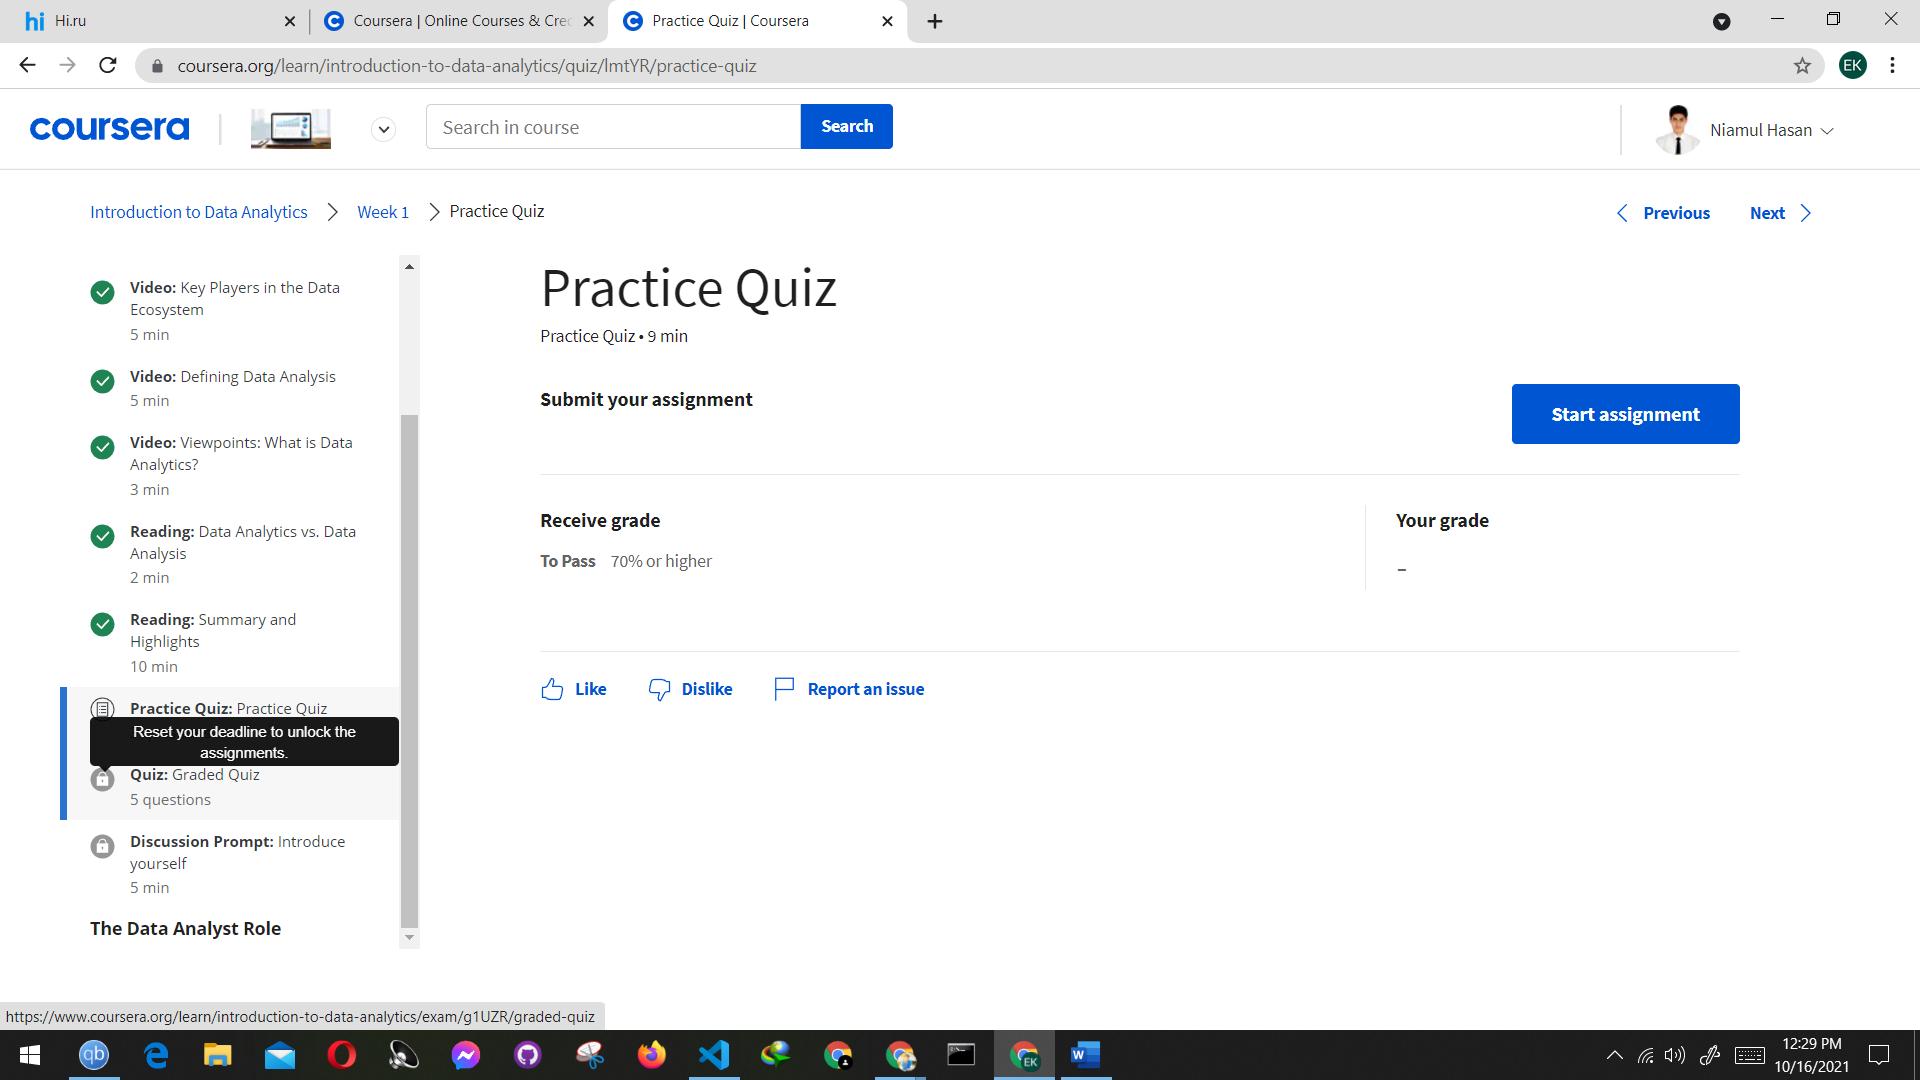 Hi.ru
Coursera | Online Courses & Cre
Practice Quiz | Coursera
coursera.org/learn/introduction-to-data-analytics/quiz/lmtYR/practice-quiz
EK
coursera
Search in course
Search
Niamul Hasan
Introduction to Data Analytics
Week 1
Practice Quiz
Previous
Next
Video: Key Players in the Data
Ecosystem
5 min
Video: Defining Data Analysis
5 min
Video: Viewpoints: What is Data
Analytics?
3 min
Reading: Data Analytics vs. Data
Analysis
2 min
Reading: Summary and
Highlights
10 min
Practice Quiz: Practice Quiz
Reset your deadline to unlock the
assignments.
Quiz: Graded Quiz
5 questions
Discussion Prompt: Introduce
yourself
5 min
The Data Analyst Role
Practice Quiz
Practice Quiz • 9 min
Submit your assignment
Start assignment
Receive grade
To Pass 70% or higher
Your grade
–
Like
Dislike
Report an issue
https://www.coursera.org/learn/introduction-to-data-analytics/exam/g1UZR/graded-quiz
12:29 PM
10/16/2021